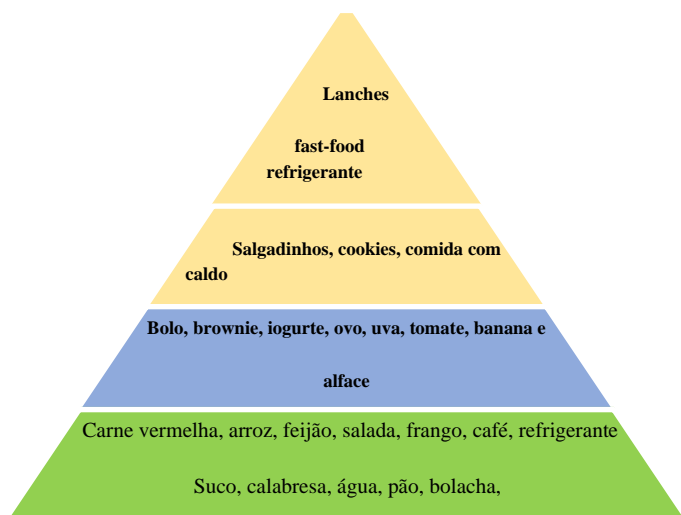 Lanches
fast-food
refrigerante
Salgadinhos, cookies, comida com
caldo
Bolo, brownie, iogurte, ovo, uva, tomate, banana e
alface
Carne vermelha, arroz, feijão, salada, frango, café, refrigerante
Suco, calabresa, água, pão, bolacha,